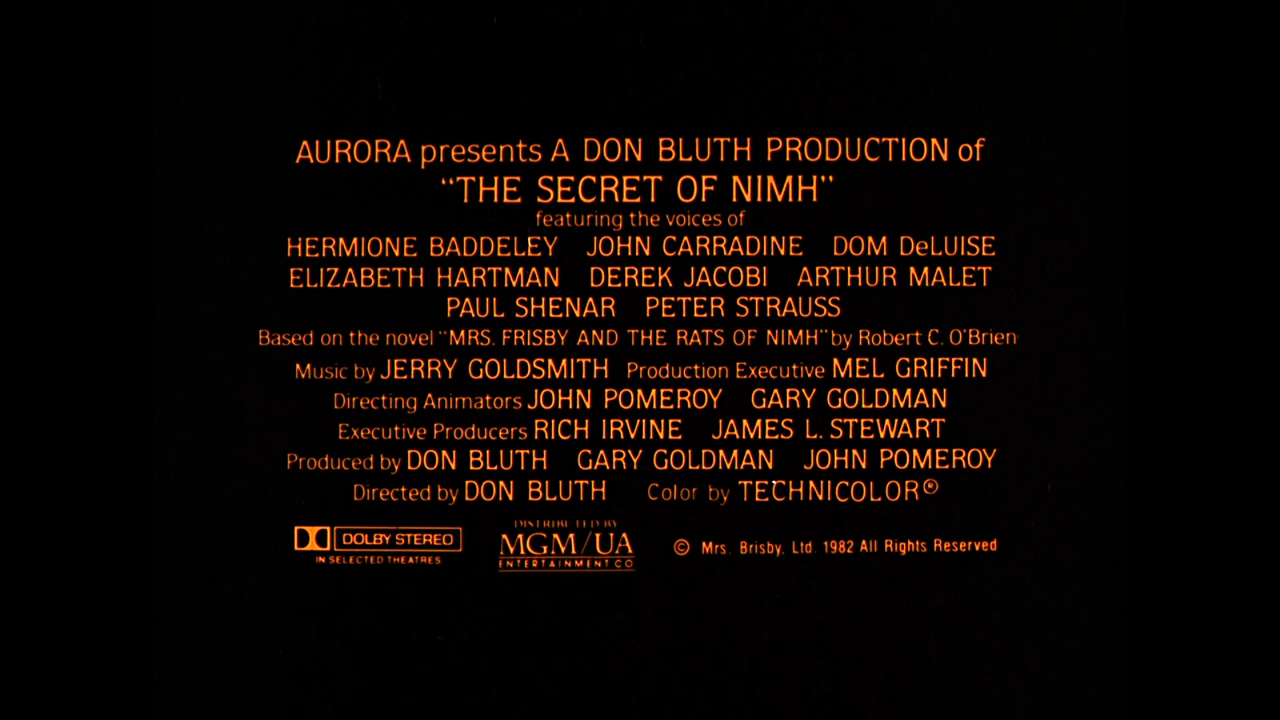 AURORA presents A DON BLUTH PRODUCTION of
"THE SECRET OF NIMH"
featuring the voices of
HERMIONE BADDELEY JOHN CARRADINE DOM DeLUISE
ELIZABETH HARTMAN DEREK JACOBI ARTHUR MALET
PAUL SHENAR PETER STRAUSS
Based on the novel "MRS. FRISBY AND THE RATS OF NIMH" by Robert C. O'Brien
Music by JERRY GOLDSMITH Production Executive MEL GRIFFIN
Directing Animators JOHN POMEROY GARY GOLDMAN
Executive Producers RICH IRVINE JAMES L. STEWART
Produced by DON BLUTH GARY GOLDMAN JOHN POMEROY
Directed by DON BLUTH Color by TECHNICOLOR®
DOLBY STEREO
IN SELECTED THEATRES
DISTRIBUTED BY
MGM/UA
ENTERTAINMENT CO
© Mrs. Brisby, Ltd. 1982 All Rights Reserved